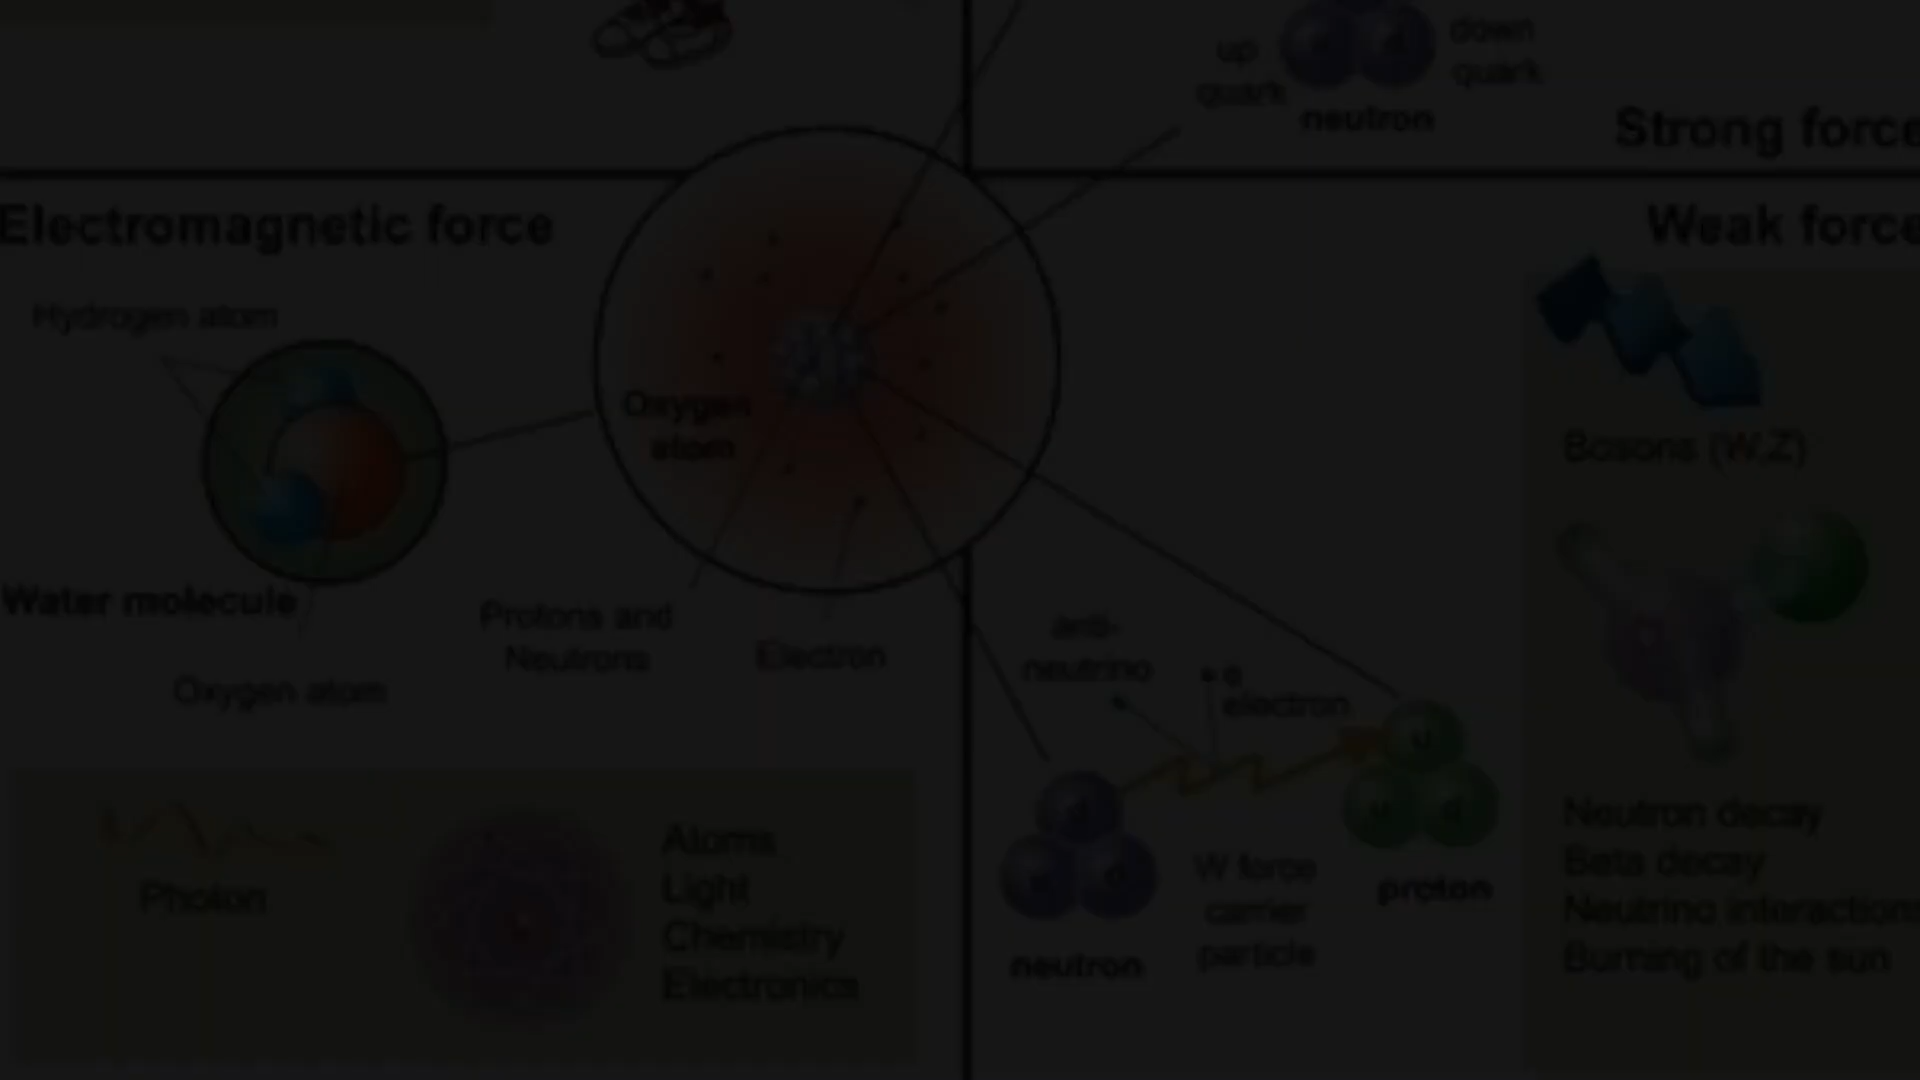 up
quark
down
quark
neutron
Strong force
Electromagnetic force
Weak force
Hydrogen atom
Oxygen
atom
Bosons (W,Z)
Water molecule
Protons and
Neutrons
Electron
Oxygen atom
anti-
neutrino
e
electron
u
d
u
d
d
u
d
Photon
Atoms
Light
Chemistry
Electronics
W force
carrier
particle
neutron
proton
Neutron decay
Beta decay
Neutrino interactions
Burning of the sun